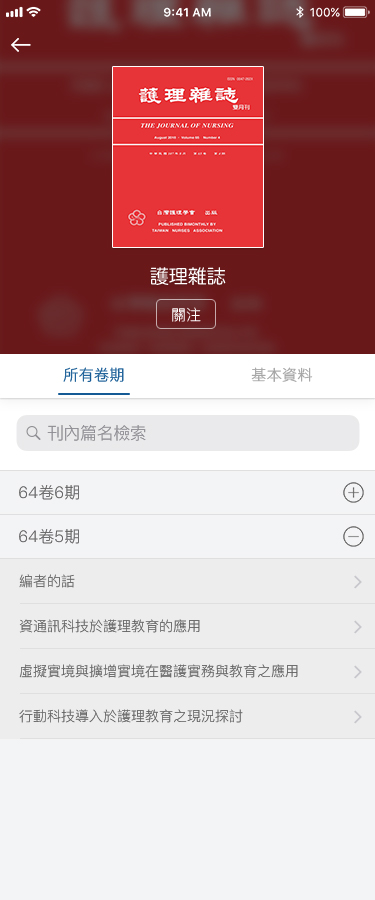 9:41 AM
100%
護理雜誌
雙月刊
THE JOURNAL OF NURSING
台灣護理學會 出版
PUBLISHED BIMONTHLY BY
TAIWAN NURSES ASSOCIATION
護理雜誌
關注
所有卷期
基本資料
刊內篇名檢索
64卷6期
64卷5期
編者的話
資通訊科技於護理教育的應用
虛擬實境與擴增實境在醫護實務與教育之應用
行動科技導入於護理教育之現況探討